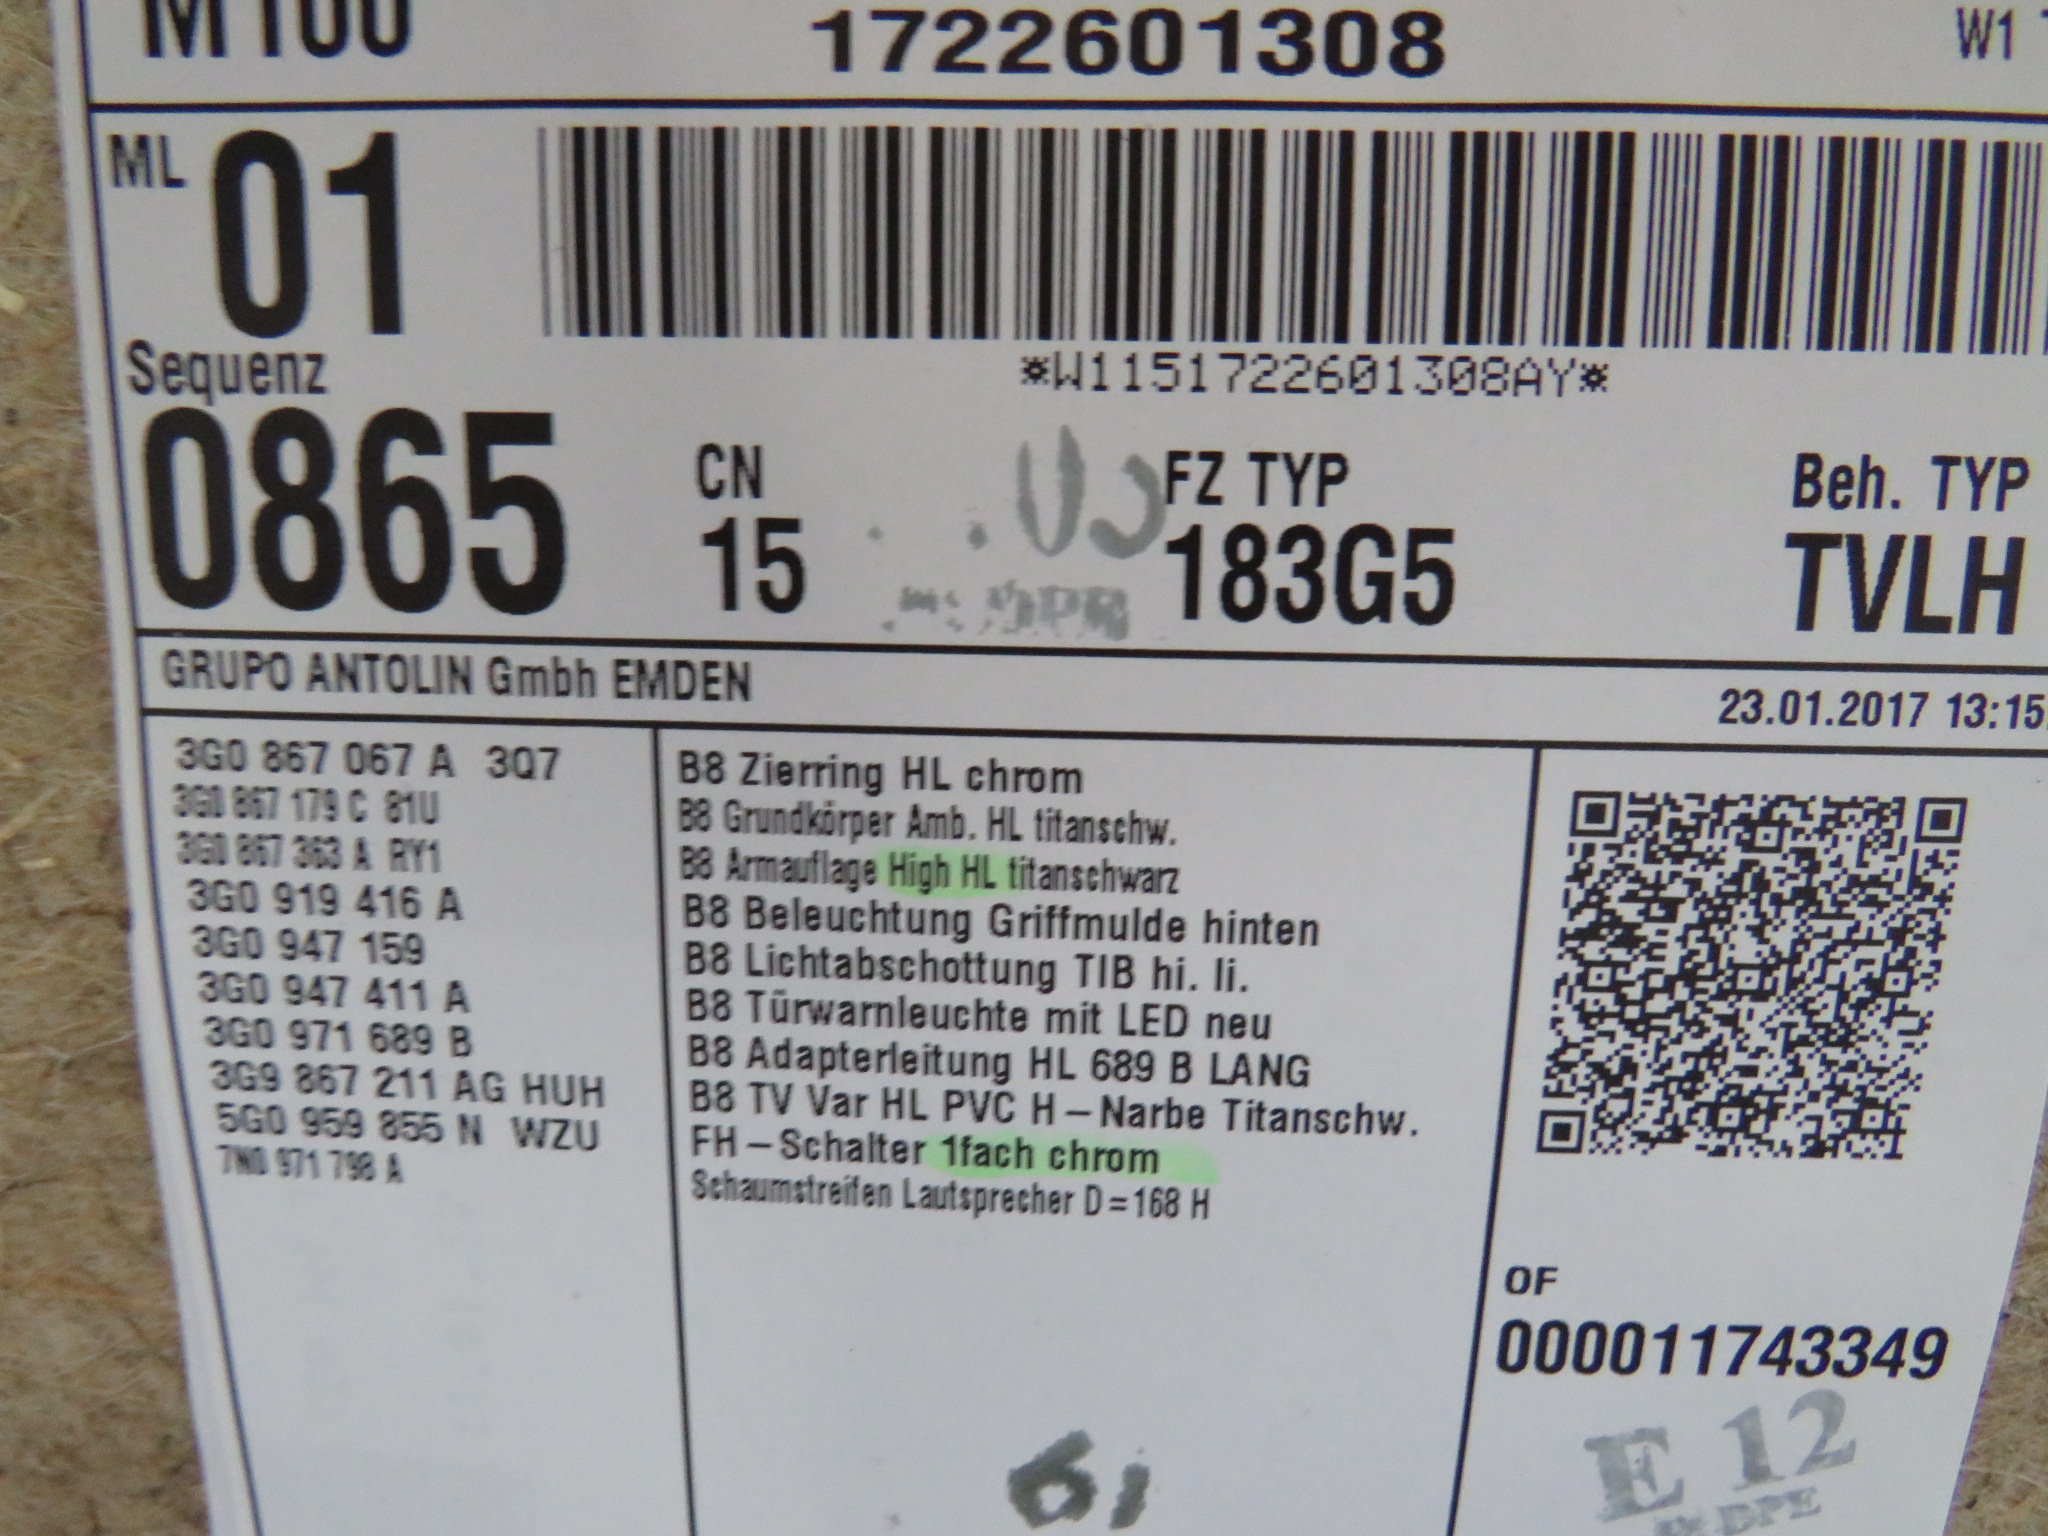 M100 1722601308 W1
ML 01
*W1151722601308AY*
Sequenz
0865
CN
15
FZ TYP
183G5
Beh. TYP
TVLH
GRUPO ANTOLIN Gmbh EMDEN
23.01.2017 13:15
3G0 867 067 A 3Q7 B8 Zierring HL chrom
3G0 867 179 C 81U B8 Grundkörper Amb. HL titanschw.
3G0 867 363 A RY1 B8 Armauflage High HL titanschwarz
3G0 919 416 A B8 Beleuchtung Griffmulde hinten
3G0 947 159 B8 Lichtabschottung TIB hi. li.
3G0 947 411 A B8 Türwarnleuchte mit LED neu
3G0 971 689 B B8 Adapterleitung HL 689 B LANG
3G9 867 211 AG HUH B8 TV Var HL PVC H – Narbe Titanschw.
5G0 959 855 N WZU FH – Schalter 1fach chrom
7N0 971 798 A Schaumstreifen Lautsprecher D = 168 H
OF
000011743349
E 12